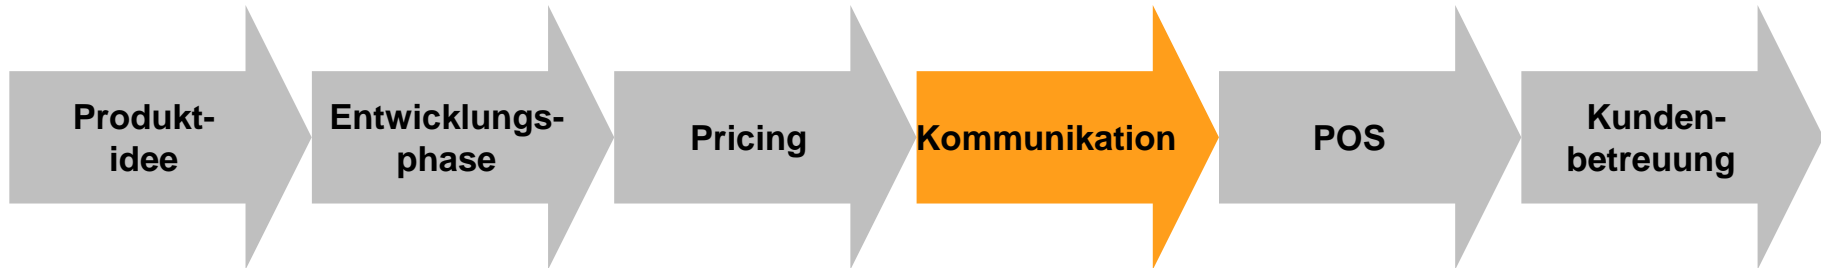 Produkt-
idee
Entwicklungs-
phase
Pricing
Kommunikation
POS
Kunden-
betreuung